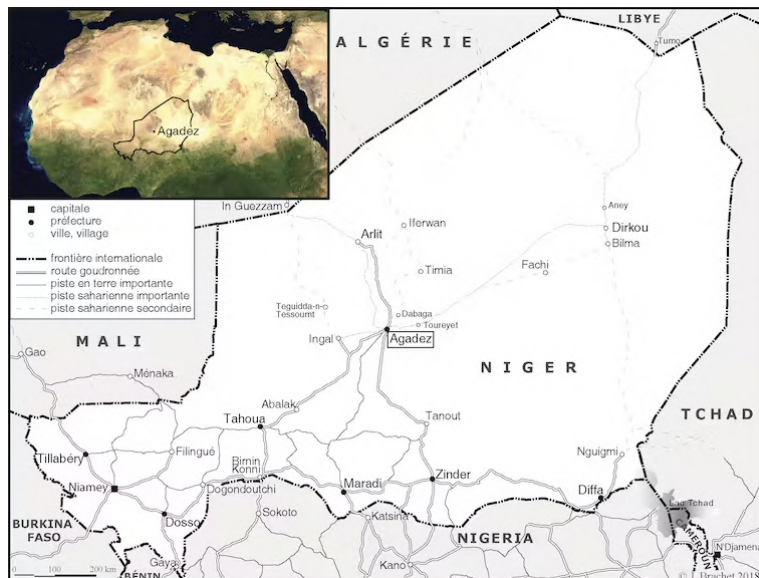 LIBYE
ALGÉRIE
Tumo
Agadez
capitale
préfecture
ville, village
frontière internationale
route goudronnée
piste en terre importante
piste saharienne importante
piste saharienne secondaire
In Guezzam
Iferwan
Arlit
Aney
Dirkou
Bilma
Timia
Fachi
Teguidda-n-
Tessoumt
Dabaga
Toureyet
MALI
Ingal
Agadez
Gao
NIGER
Ménaka
Abalak
TCHAD
Tahoua
Tanout
Tillabéry
Filingué
Birnin
Konni
Nguigmi
Zinder
Niamey
Dogondoutchi
Maradi
Diffa
Lac Tchad
Dosso
Sokoto
Katsina
BURKINA
FASO
NIGERIA
CAMEROUN
N'Djamena
Gaya
Kano
0 100 200 km
BÉNIN
© J. Brachet 2018